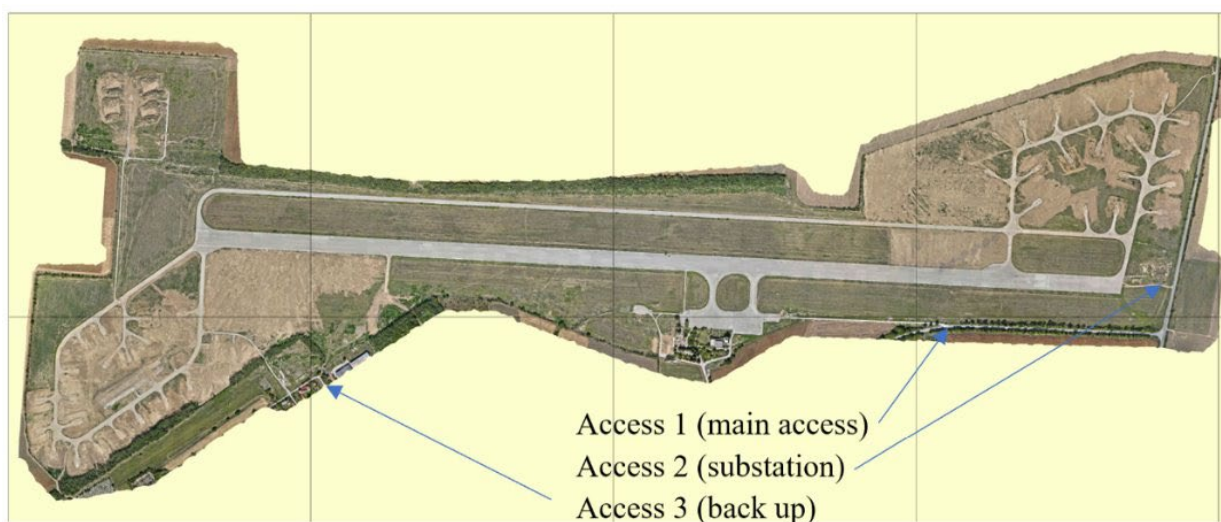 Access 1 (main access)
Access 2 (substation)
Access 3 (back up)